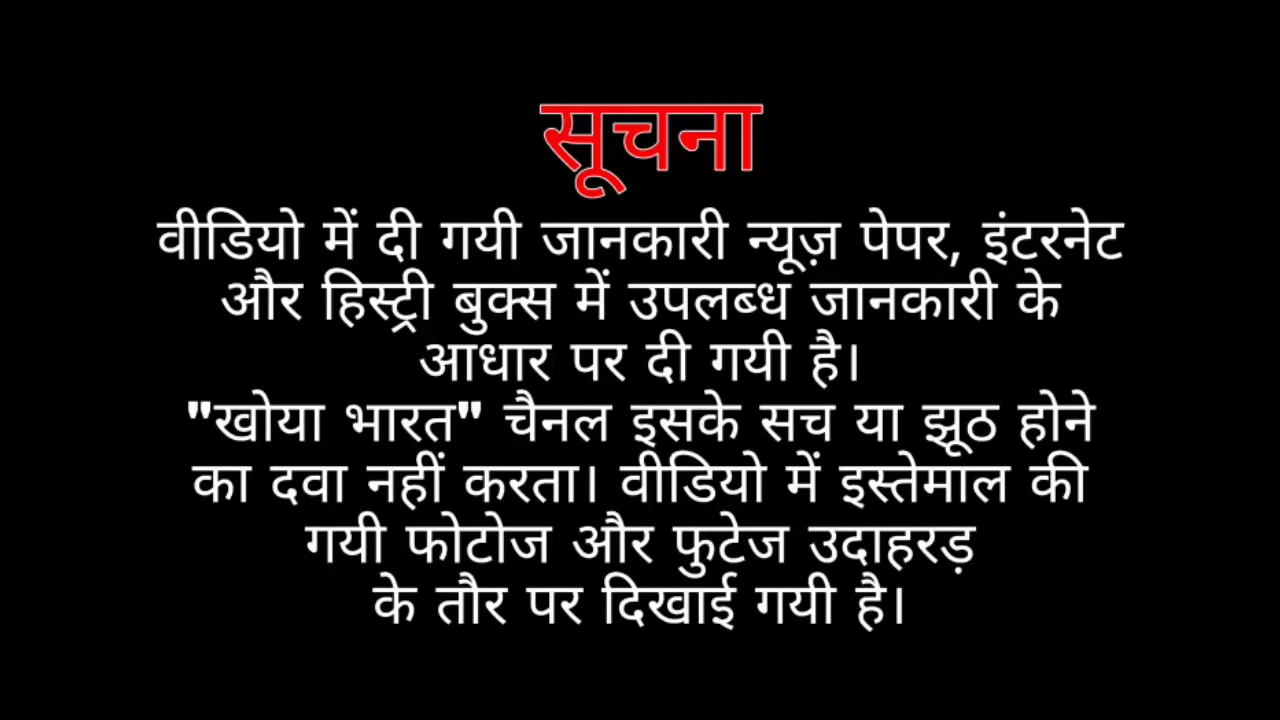 सूचना
वीडियो में दी गयी जानकारी न्यूज़ पेपर, इंटरनेट
और हिस्ट्री बुक्स में उपलब्ध जानकारी के
आधार पर दी गयी है।
"खोया भारत" चैनल इसके सच या झूठ होने
का दवा नहीं करता। वीडियो में इस्तेमाल की
गयी फोटोज और फुटेज उदाहरड़
के तौर पर दिखाई गयी है।